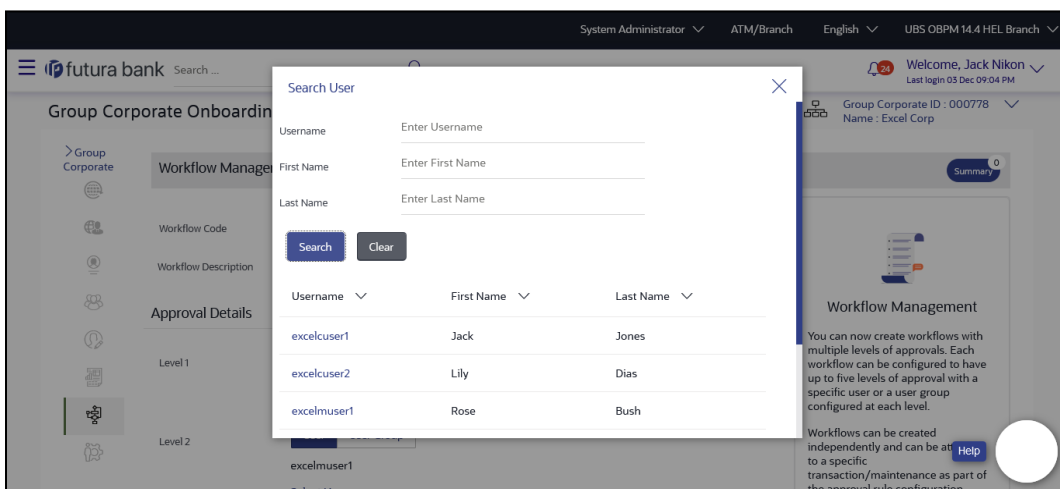 System Administrator ATM/Branch English UBS OBPM 14.4 HEL Branch
futura bank Search ... 24 Welcome, Jack Nikon
Last login 03 Dec 09:04 PM
Group Corporate Onboardin Group Corporate ID : 000778
Name : Excel Corp
Search User
Username Enter Username
First Name Enter First Name
Last Name Enter Last Name
Search Clear
Username First Name Last Name
excelcuser1 Jack Jones
excelcuser2 Lily Dias
excelmuser1 Rose Bush
>Group
Corporate
Workflow Manage
Summary 0
Workflow Code
Workflow Description
Approval Details
Level 1
Level 2
excelmuser1
Workflow Management
You can now create workflows with
multiple levels of approvals. Each
workflow can be configured to have
up to five levels of approval with a
specific user or a user group
configured at each level.
Workflows can be created
independently and can be at
to a specific
transaction/maintenance as part of
the approval rule configuration
Help